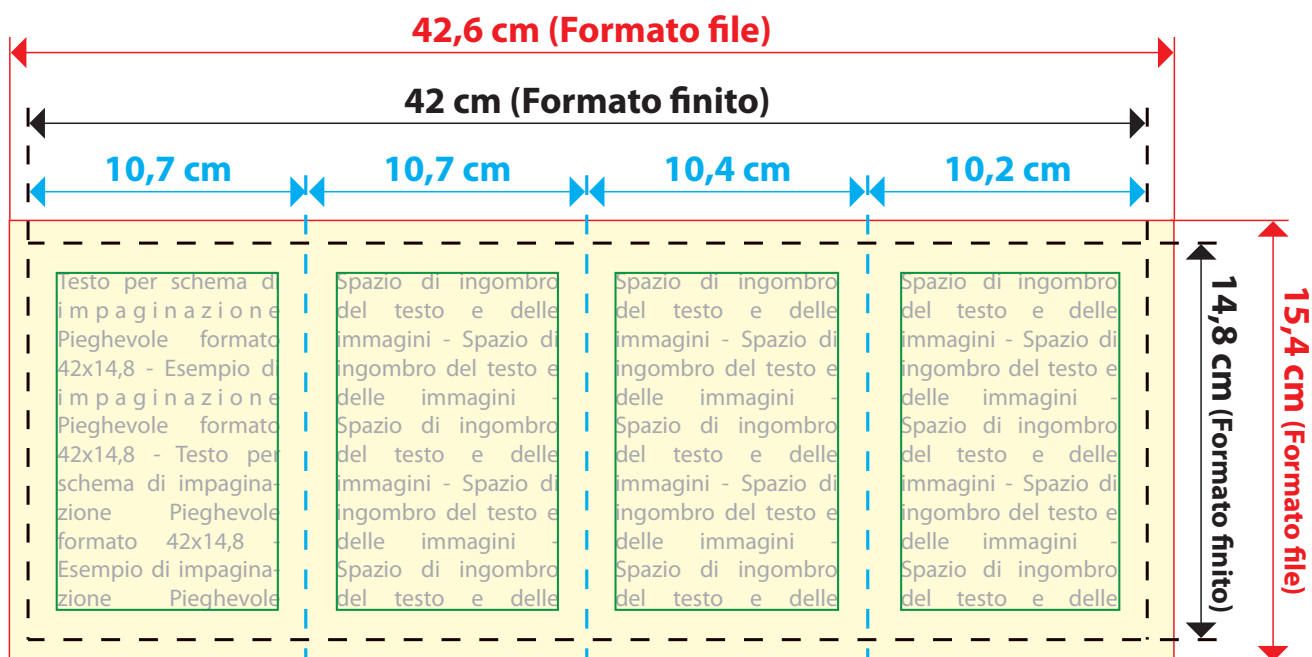 42,6 cm (Formato file)
42 cm (Formato finito)
10,7 cm
10,7 cm
10,4 cm
10,2 cm
Testo per schema di
impaginazione
Pieghevole formato
42x14,8 - Esempio di
impaginazione
Pieghevole formato
42x14,8 - Testo per
schema di impagina-
zione Pieghevole
formato 42x14,8 -
Esempio di impagina-
zione Pieghevole
Spazio di ingombro
del testo e delle
immagini - Spazio di
ingombro del testo e
delle immagini -
Spazio di ingombro
del testo e delle
immagini - Spazio di
ingombro del testo e
delle immagini -
Spazio di ingombro
del testo e delle
Spazio di ingombro
del testo e delle
immagini - Spazio di
ingombro del testo e
delle immagini -
Spazio di ingombro
del testo e delle
immagini - Spazio di
ingombro del testo e
delle immagini -
Spazio di ingombro
del testo e delle
Spazio di ingombro
del testo e delle
immagini - Spazio di
ingombro del testo e
delle immagini -
Spazio di ingombro
del testo e delle
immagini - Spazio di
ingombro del testo e
delle immagini -
Spazio di ingombro
del testo e delle
14,8 cm (Formato finito)
15,4 cm (Formato file)